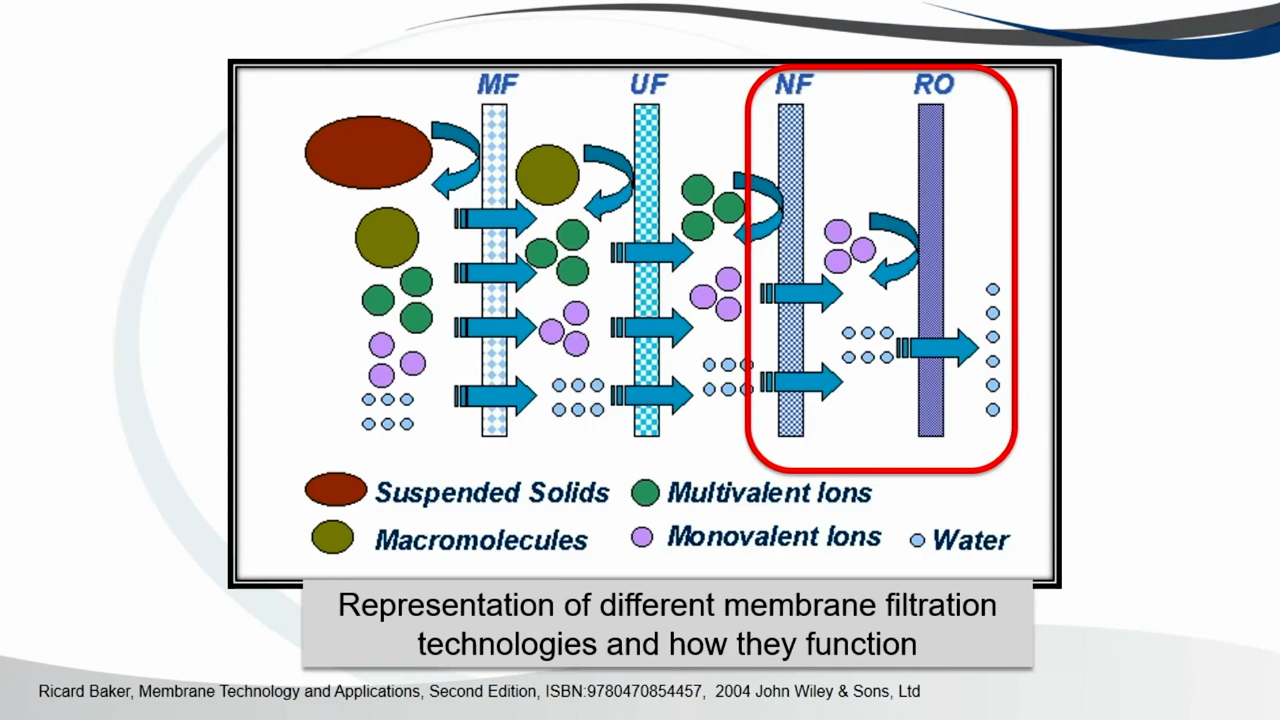 MF UF NF RO
Suspended Solids Multivalent Ions
Macromolecules Monovalent Ions Water
Representation of different membrane filtration
technologies and how they function
Ricard Baker, Membrane Technology and Applications, Second Edition, ISBN:9780470854457, 2004 John Wiley & Sons, Ltd